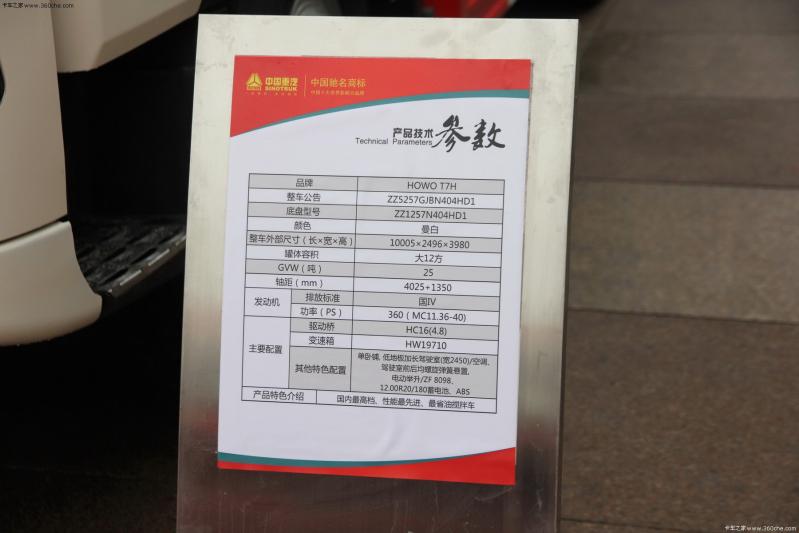 卡车之家 www.360che.com
中国重汽
SINOTRUK
中国驰名商标
产品技术 参数
Technical Parameters
品牌 HOWO T7H
整车公告 ZZ5257GJBN404HD1
底盘型号 ZZ1257N404HD1
颜色 曼白
整车外部尺寸（长×宽×高） 10005×2496×3980
罐体容积 大12方
GVW（吨） 25
轴距（mm） 4025+1350
发动机 排放标准 国IV
功率（PS） 360（MC11.36-40）
主要配置 驱动桥 HC16(4.8)
变速箱 HW19710
其他特色配置 单卧铺, 低地板加长驾驶室(宽2450)/空调、
驾驶室前后均螺旋弹簧悬置、
电动举升/ZF 8098、
12.00R20/180蓄电池、ABS
产品特色介绍 国内最高档、性能最先进、最省油搅拌车
卡车之家 www.360che.com